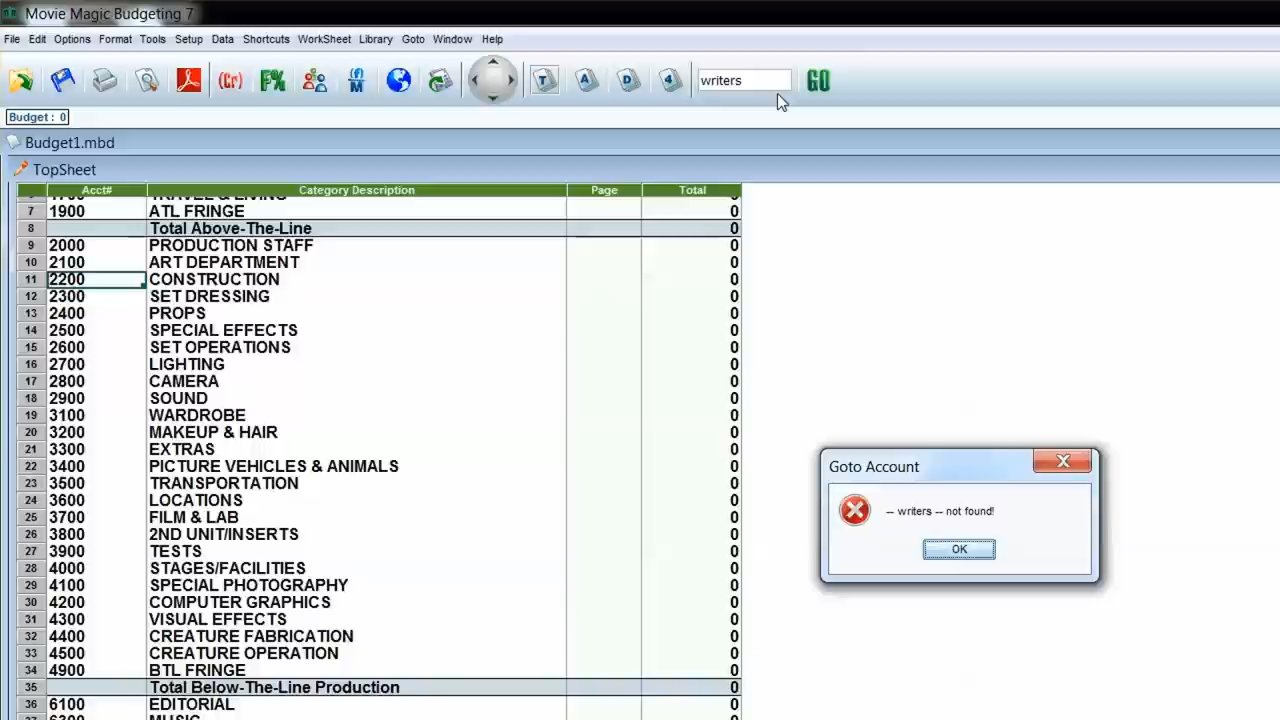 Movie Magic Budgeting 7
File Edit Options Format Tools Setup Data Shortcuts WorkSheet Library Goto Window Help
(Cr) F% f M T A D 4 writers GO
Budget : 0
Budget1.mbd
TopSheet
Acct# Category Description Page Total
7 1900 ATL FRINGE 0
8 Total Above-The-Line 0
9 2000 PRODUCTION STAFF 0
10 2100 ART DEPARTMENT 0
11 2200 CONSTRUCTION 0
12 2300 SET DRESSING 0
13 2400 PROPS 0
14 2500 SPECIAL EFFECTS 0
15 2600 SET OPERATIONS 0
16 2700 LIGHTING 0
17 2800 CAMERA 0
18 2900 SOUND 0
19 3100 WARDROBE 0
20 3200 MAKEUP & HAIR 0
21 3300 EXTRAS 0
22 3400 PICTURE VEHICLES & ANIMALS 0
23 3500 TRANSPORTATION 0
24 3600 LOCATIONS 0
25 3700 FILM & LAB 0
26 3800 2ND UNIT/INSERTS 0
27 3900 TESTS 0
28 4000 STAGES/FACILITIES 0
29 4100 SPECIAL PHOTOGRAPHY 0
30 4200 COMPUTER GRAPHICS 0
31 4300 VISUAL EFFECTS 0
32 4400 CREATURE FABRICATION 0
33 4500 CREATURE OPERATION 0
34 4900 BTL FRINGE 0
35 Total Below-The-Line Production 0
36 6100 EDITORIAL 0
Goto Account
-- writers -- not found!
OK